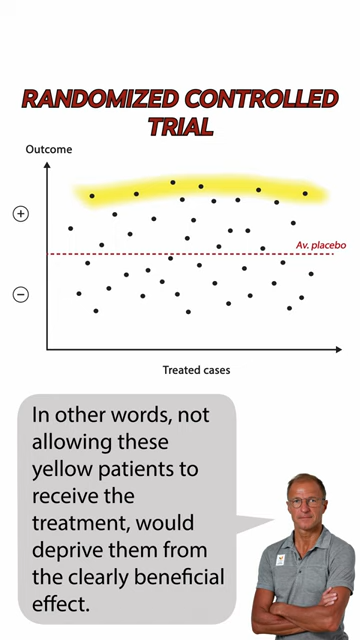 RANDOMIZED CONTROLLED
TRIAL
Outcome
+
Av. placebo
−
Treated cases
In other words, not
allowing these
yellow patients to
receive the
treatment, would
deprive them from
the clearly beneficial
effect.